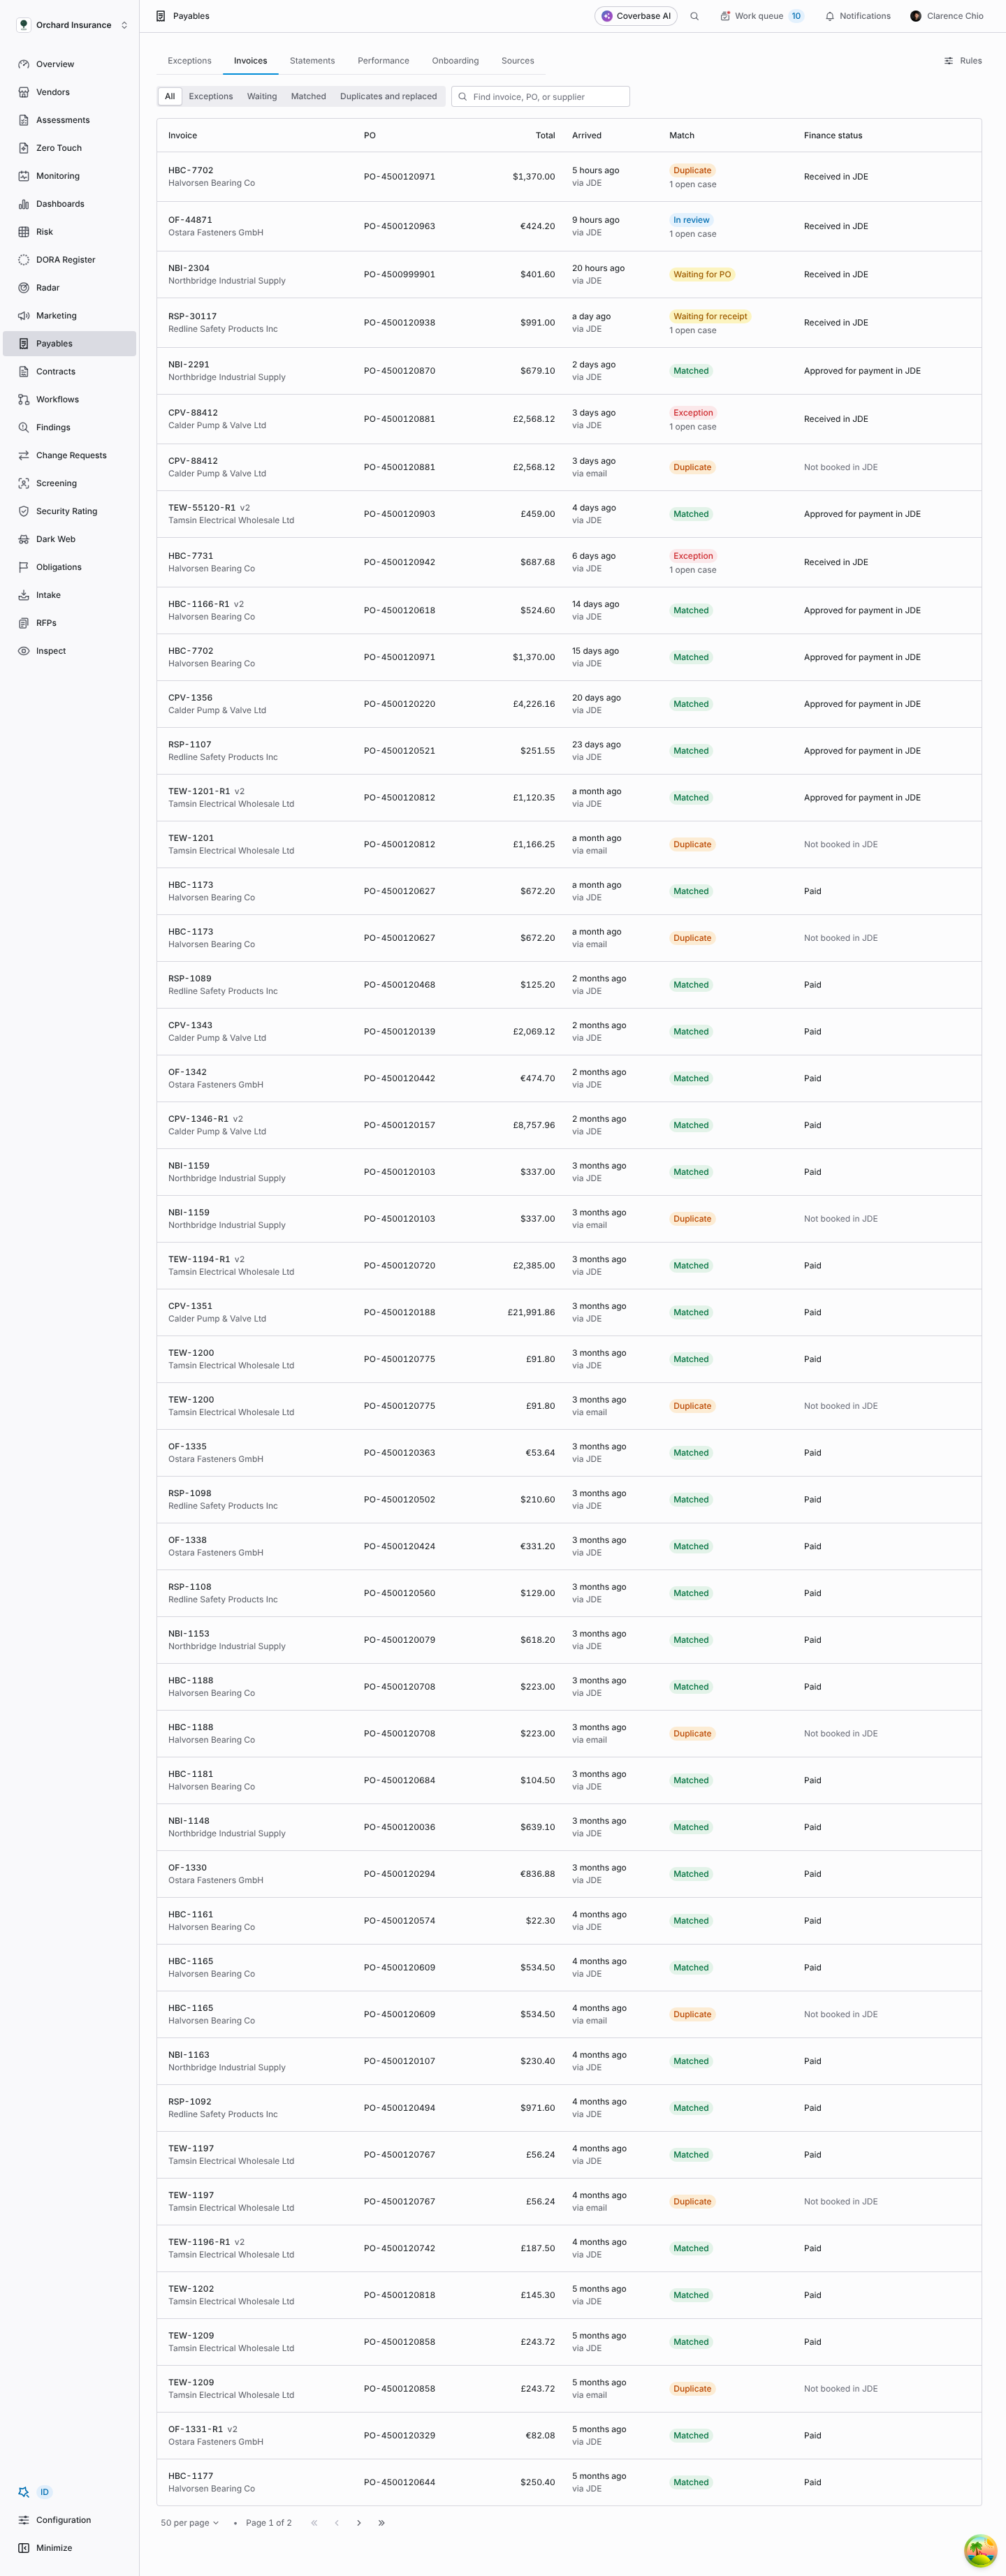 Orchard Insurance
Payables
Coverbase AI
Work queue 10
Notifications
Clarence Chio
Overview
Vendors
Assessments
Zero Touch
Monitoring
Dashboards
Risk
DORA Register
Radar
Marketing
Payables
Contracts
Workflows
Findings
Change Requests
Screening
Security Rating
Dark Web
Obligations
Intake
RFPs
Inspect
ID
Configuration
Minimize
Exceptions Invoices Statements Performance Onboarding Sources Rules
All Exceptions Waiting Matched Duplicates and replaced Find invoice, PO, or supplier
Invoice PO Total Arrived Match Finance status
HBC-7702 5 hours ago Duplicate
Halvorsen Bearing Co PO-4500120971 $1,370.00 via JDE 1 open case Received in JDE
OF-44871 9 hours ago In review
Ostara Fasteners GmbH PO-4500120963 €424.20 via JDE 1 open case Received in JDE
NBI-2304 20 hours ago
Northbridge Industrial Supply PO-4500999901 $401.60 via JDE Waiting for PO Received in JDE
RSP-30117 a day ago Waiting for receipt
Redline Safety Products Inc PO-4500120938 $991.00 via JDE 1 open case Received in JDE
NBI-2291 2 days ago
Northbridge Industrial Supply PO-4500120870 $679.10 via JDE Matched Approved for payment in JDE
CPV-88412 3 days ago Exception
Calder Pump & Valve Ltd PO-4500120881 £2,568.12 via JDE 1 open case Received in JDE
CPV-88412 3 days ago
Calder Pump & Valve Ltd PO-4500120881 £2,568.12 via email Duplicate Not booked in JDE
TEW-55120-R1 v2 4 days ago
Tamsin Electrical Wholesale Ltd PO-4500120903 £459.00 via JDE Matched Approved for payment in JDE
HBC-7731 6 days ago Exception
Halvorsen Bearing Co PO-4500120942 $687.68 via JDE 1 open case Received in JDE
HBC-1166-R1 v2 14 days ago
Halvorsen Bearing Co PO-4500120618 $524.60 via JDE Matched Approved for payment in JDE
HBC-7702 15 days ago
Halvorsen Bearing Co PO-4500120971 $1,370.00 via JDE Matched Approved for payment in JDE
CPV-1356 20 days ago
Calder Pump & Valve Ltd PO-4500120220 £4,226.16 via JDE Matched Approved for payment in JDE
RSP-1107 23 days ago
Redline Safety Products Inc PO-4500120521 $251.55 via JDE Matched Approved for payment in JDE
TEW-1201-R1 v2 a month ago
Tamsin Electrical Wholesale Ltd PO-4500120812 £1,120.35 via JDE Matched Approved for payment in JDE
TEW-1201 a month ago
Tamsin Electrical Wholesale Ltd PO-4500120812 £1,166.25 via email Duplicate Not booked in JDE
HBC-1173 a month ago
Halvorsen Bearing Co PO-4500120627 $672.20 via JDE Matched Paid
HBC-1173 a month ago
Halvorsen Bearing Co PO-4500120627 $672.20 via email Duplicate Not booked in JDE
RSP-1089 2 months ago
Redline Safety Products Inc PO-4500120468 $125.20 via JDE Matched Paid
CPV-1343 2 months ago
Calder Pump & Valve Ltd PO-4500120139 £2,069.12 via JDE Matched Paid
OF-1342 2 months ago
Ostara Fasteners GmbH PO-4500120442 €474.70 via JDE Matched Paid
CPV-1346-R1 v2 2 months ago
Calder Pump & Valve Ltd PO-4500120157 £8,757.96 via JDE Matched Paid
NBI-1159 3 months ago
Northbridge Industrial Supply PO-4500120103 $337.00 via JDE Matched Paid
NBI-1159 3 months ago
Northbridge Industrial Supply PO-4500120103 $337.00 via email Duplicate Not booked in JDE
TEW-1194-R1 v2 3 months ago
Tamsin Electrical Wholesale Ltd PO-4500120720 £2,385.00 via JDE Matched Paid
CPV-1351 3 months ago
Calder Pump & Valve Ltd PO-4500120188 £21,991.86 via JDE Matched Paid
TEW-1200 3 months ago
Tamsin Electrical Wholesale Ltd PO-4500120775 £91.80 via JDE Matched Paid
TEW-1200 3 months ago
Tamsin Electrical Wholesale Ltd PO-4500120775 £91.80 via email Duplicate Not booked in JDE
OF-1335 3 months ago
Ostara Fasteners GmbH PO-4500120363 €53.64 via JDE Matched Paid
RSP-1098 3 months ago
Redline Safety Products Inc PO-4500120502 $210.60 via JDE Matched Paid
OF-1338 3 months ago
Ostara Fasteners GmbH PO-4500120424 €331.20 via JDE Matched Paid
RSP-1108 3 months ago
Redline Safety Products Inc PO-4500120560 $129.00 via JDE Matched Paid
NBI-1153 3 months ago
Northbridge Industrial Supply PO-4500120079 $618.20 via JDE Matched Paid
HBC-1188 3 months ago
Halvorsen Bearing Co PO-4500120708 $223.00 via JDE Matched Paid
HBC-1188 3 months ago
Halvorsen Bearing Co PO-4500120708 $223.00 via email Duplicate Not booked in JDE
HBC-1181 3 months ago
Halvorsen Bearing Co PO-4500120684 $104.50 via JDE Matched Paid
NBI-1148 3 months ago
Northbridge Industrial Supply PO-4500120036 $639.10 via JDE Matched Paid
OF-1330 3 months ago
Ostara Fasteners GmbH PO-4500120294 €836.88 via JDE Matched Paid
HBC-1161 4 months ago
Halvorsen Bearing Co PO-4500120574 $22.30 via JDE Matched Paid
HBC-1165 4 months ago
Halvorsen Bearing Co PO-4500120609 $534.50 via JDE Matched Paid
HBC-1165 4 months ago
Halvorsen Bearing Co PO-4500120609 $534.50 via email Duplicate Not booked in JDE
NBI-1163 4 months ago
Northbridge Industrial Supply PO-4500120107 $230.40 via JDE Matched Paid
RSP-1092 4 months ago
Redline Safety Products Inc PO-4500120494 $971.60 via JDE Matched Paid
TEW-1197 4 months ago
Tamsin Electrical Wholesale Ltd PO-4500120767 £56.24 via JDE Matched Paid
TEW-1197 4 months ago
Tamsin Electrical Wholesale Ltd PO-4500120767 £56.24 via email Duplicate Not booked in JDE
TEW-1196-R1 v2 4 months ago
Tamsin Electrical Wholesale Ltd PO-4500120742 £187.50 via JDE Matched Paid
TEW-1202 5 months ago
Tamsin Electrical Wholesale Ltd PO-4500120818 £145.30 via JDE Matched Paid
TEW-1209 5 months ago
Tamsin Electrical Wholesale Ltd PO-4500120858 £243.72 via JDE Matched Paid
TEW-1209 5 months ago
Tamsin Electrical Wholesale Ltd PO-4500120858 £243.72 via email Duplicate Not booked in JDE
OF-1331-R1 v2 5 months ago
Ostara Fasteners GmbH PO-4500120329 €82.08 via JDE Matched Paid
HBC-1177 5 months ago
Halvorsen Bearing Co PO-4500120644 $250.40 via JDE Matched Paid
50 per page • Page 1 of 2